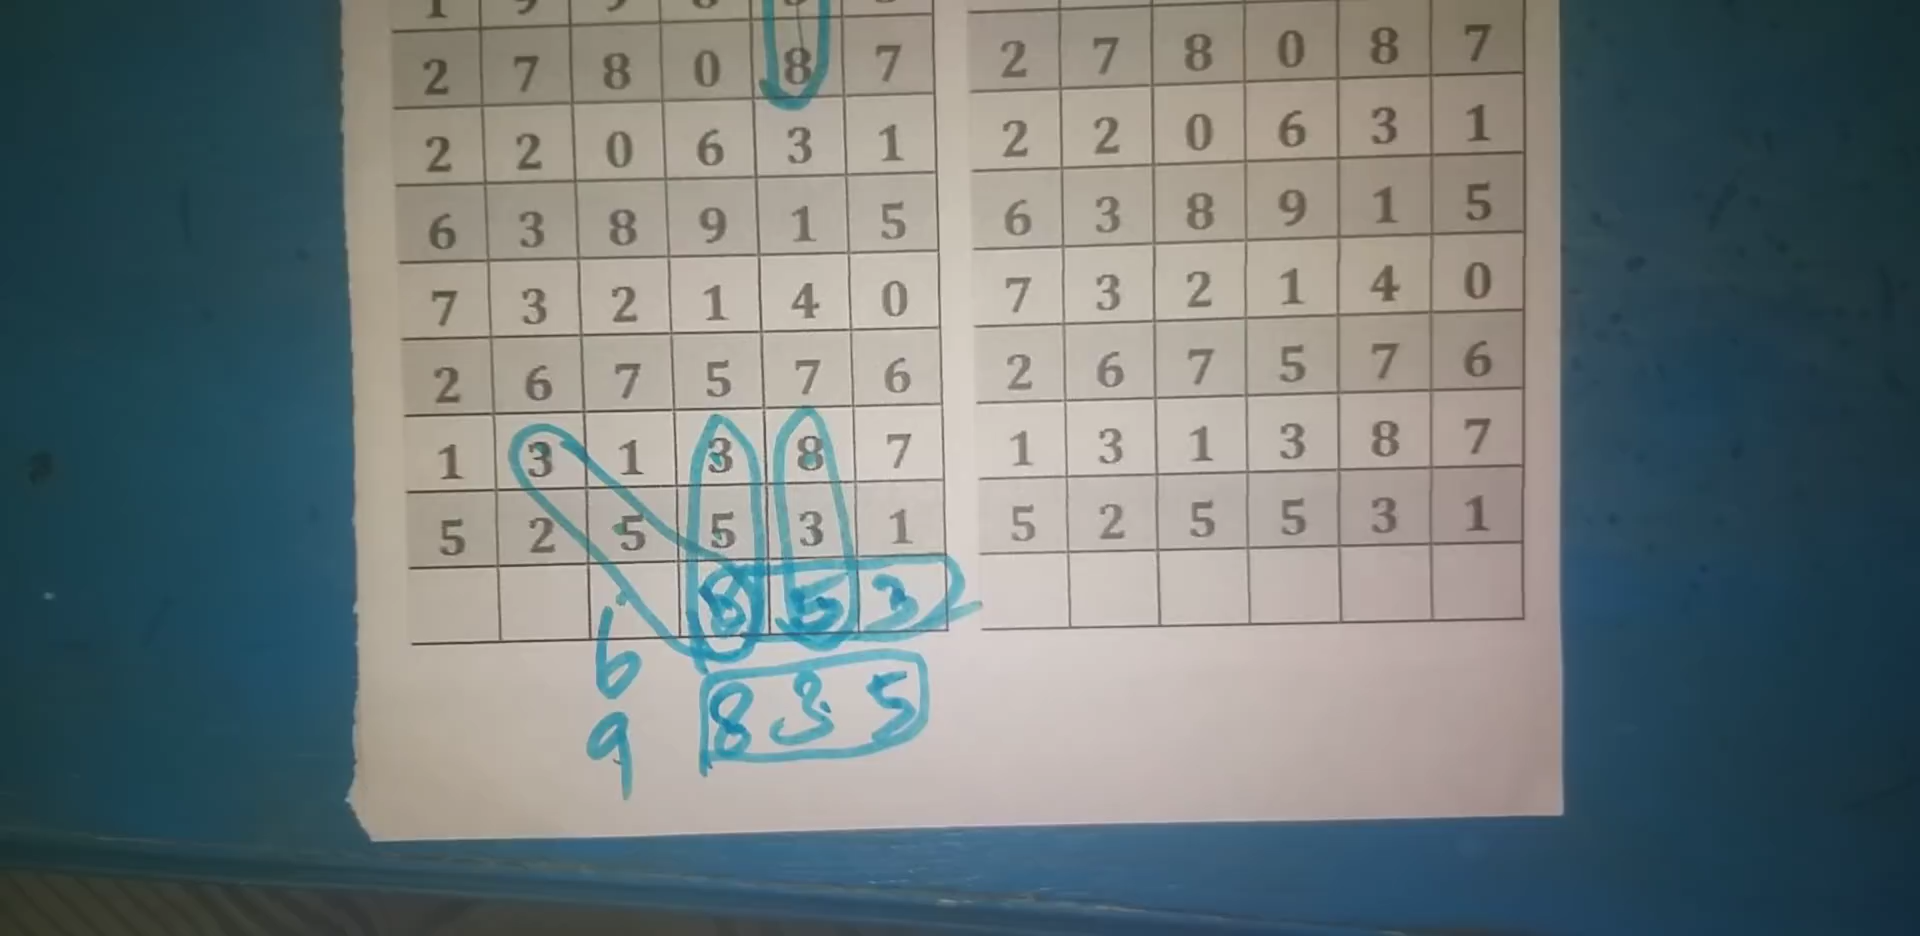 2 7 8 0 8 7
2 2 0 6 3 1
6 3 8 9 1 5
7 3 2 1 4 0
2 6 7 5 7 6
1 3 1 3 8 7
5 2 5 5 3 1
8 5 3
6
8 3 5
9
2 7 8 0 8 7
2 2 0 6 3 1
6 3 8 9 1 5
7 3 2 1 4 0
2 6 7 5 7 6
1 3 1 3 8 7
5 2 5 5 3 1